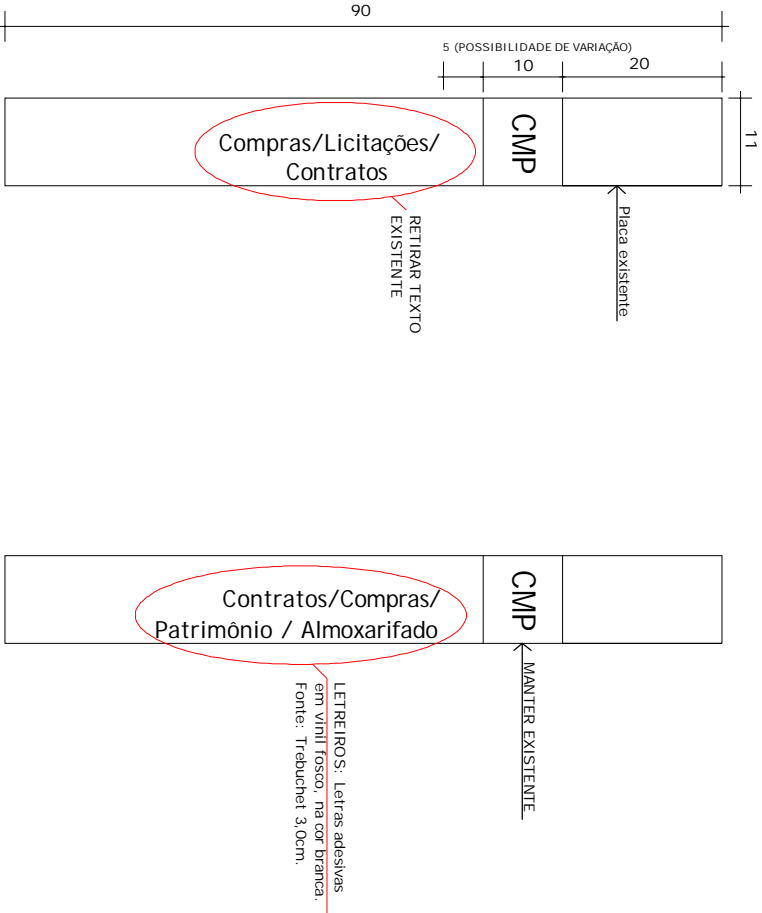 90
5 (POSSIBILIDADE DE VARIAÇÃO)
10
20
11
Compras/Licitações/
Contratos
CMP
RETIRAR TEXTO
EXISTENTE
Placa existente
Contratos/Compras/
Patrimônio / Almoxarifado
CMP
MANTER EXISTENTE
LETREIROS: Letras adesivas
em vinil fosco, na cor branca.
Fonte: Trebuchet 3,0cm.